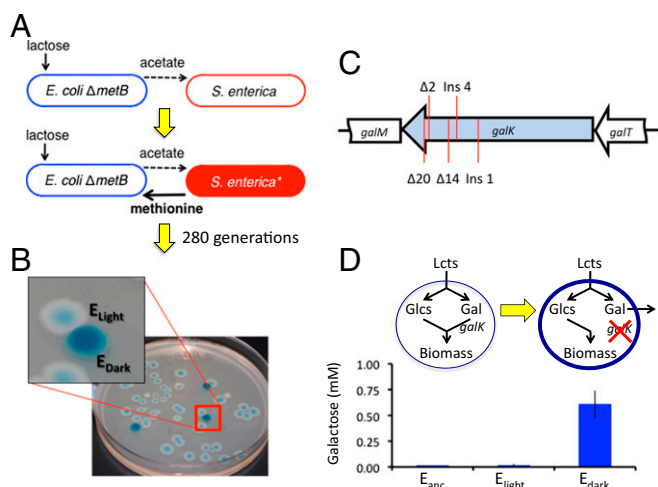 A
lactose
acetate
E. coli ΔmetB
S. enterica
lactose
acetate
E. coli ΔmetB
S. enterica*
methionine
280 generations
B
E Light
E Dark
C
Δ2 Ins 4
galM galK galT
Δ20 Δ14 Ins 1
D
Lcts Lcts
Glcs Gal Glcs Gal
galK galK
Biomass Biomass
Galactose (mM)
1.00
0.75
0.50
0.25
0.00
E anc E light E dark